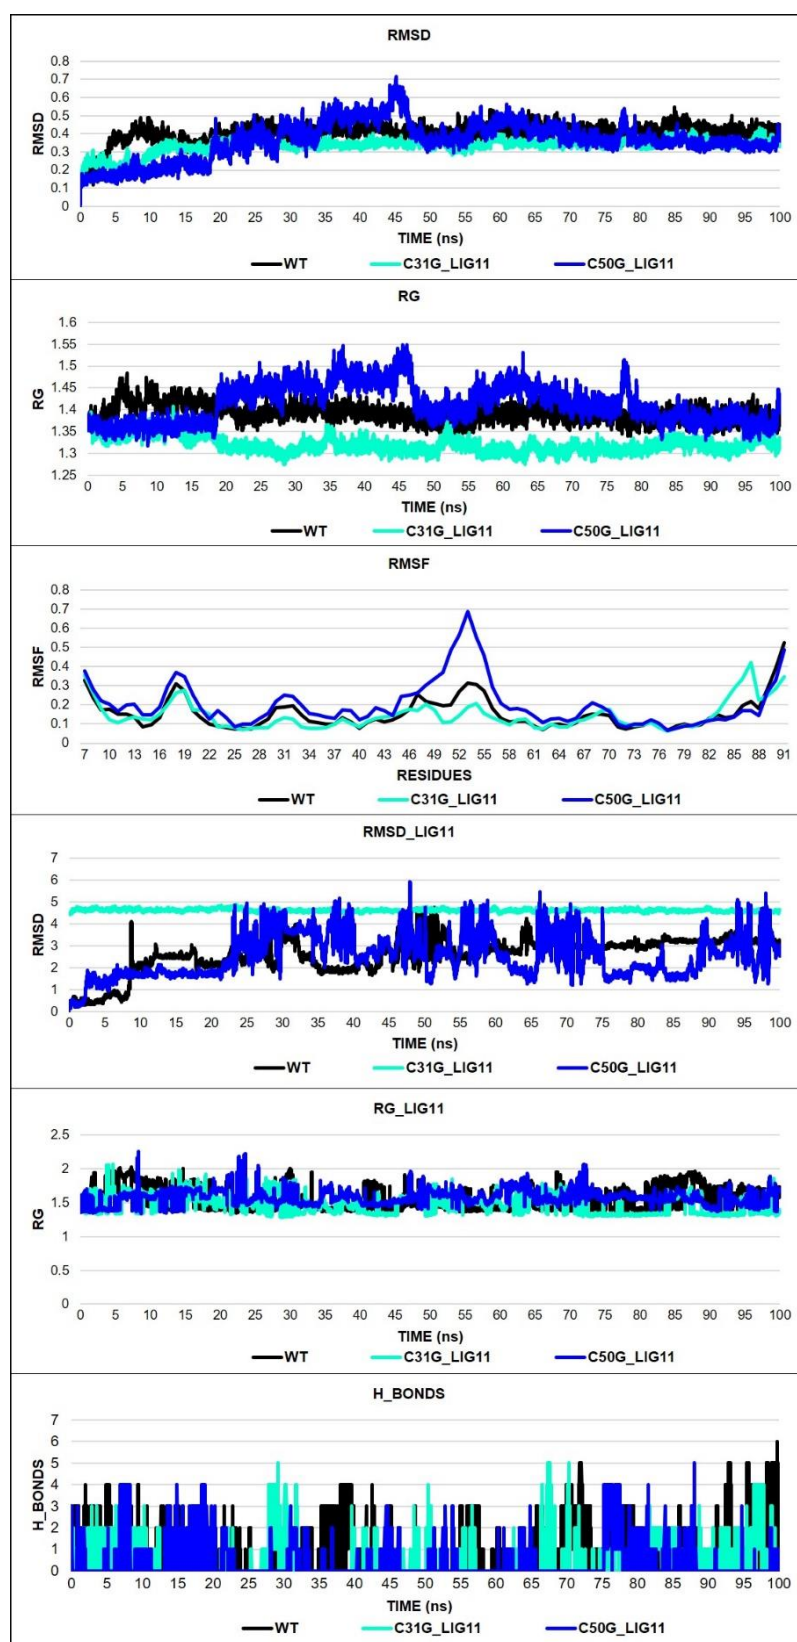 RMSD
0.8
0.7
0.6
0.5
0.4
0.3
0.2
0.1
0
RMSD
0 5 10 15 20 25 30 35 40 45 50 55 60 65 70 75 80 85 90 95 100
TIME (ns)
WT C31G_LIG11 C50G_LIG11
RG
1.6
1.55
1.5
1.45
1.4
1.35
1.3
1.25
RG
0 5 10 15 20 25 30 35 40 45 50 55 60 65 70 75 80 85 90 95 100
TIME (ns)
WT C31G_LIG11 C50G_LIG11
RMSF
0.8
0.7
0.6
0.5
0.4
0.3
0.2
0.1
0
RMSF
7 10 13 16 19 22 25 28 31 34 37 40 43 46 49 52 55 58 61 64 67 70 73 76 79 82 85 88 91
RESIDUES
WT C31G_LIG11 C50G_LIG11
RMSD_LIG11
7
6
5
4
3
2
1
0
RMSD
0 5 10 15 20 25 30 35 40 45 50 55 60 65 70 75 80 85 90 95 100
TIME (ns)
WT C31G_LIG11 C50G_LIG11
RG_LIG11
2.5
2
1.5
1
0.5
0
RG
0 5 10 15 20 25 30 35 40 45 50 55 60 65 70 75 80 85 90 95 100
TIME (ns)
WT C31G_LIG11 C50G_LIG11
H_BONDS
7
6
5
4
3
2
1
0
H_BONDS
0 5 10 15 20 25 30 35 40 45 50 55 60 65 70 75 80 85 90 95 100
TIME (ns)
WT C31G_LIG11 C50G_LIG11